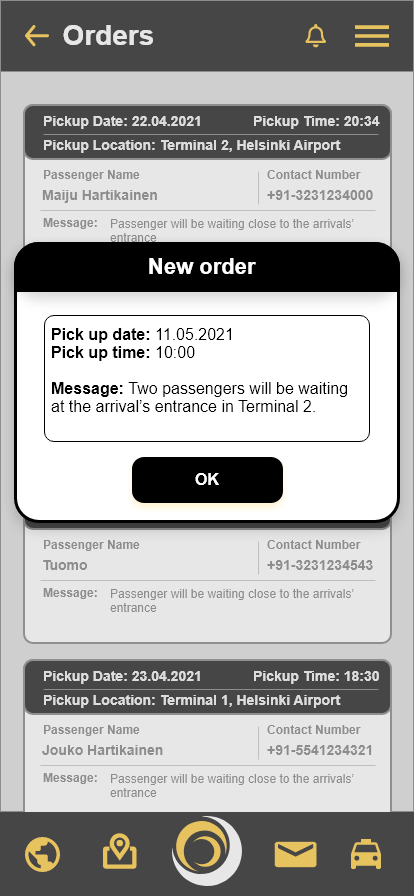 Orders
Pickup Date: 22.04.2021 Pickup Time: 20:34
Pickup Location: Terminal 2, Helsinki Airport
Passenger Name Contact Number
Maiju Hartikainen +91-3231234000
Message: Passenger will be waiting close to the arrivals'
entrance
New order
Pick up date: 11.05.2021
Pick up time: 10:00
Message: Two passengers will be waiting
at the arrival's entrance in Terminal 2.
OK
Passenger Name Contact Number
Tuomo +91-3231234543
Message: Passenger will be waiting close to the arrivals'
entrance
Pickup Date: 23.04.2021 Pickup Time: 18:30
Pickup Location: Terminal 1, Helsinki Airport
Passenger Name Contact Number
Jouko Hartikainen +91-5541234321
Message: Passenger will be waiting close to the arrivals'
entrance